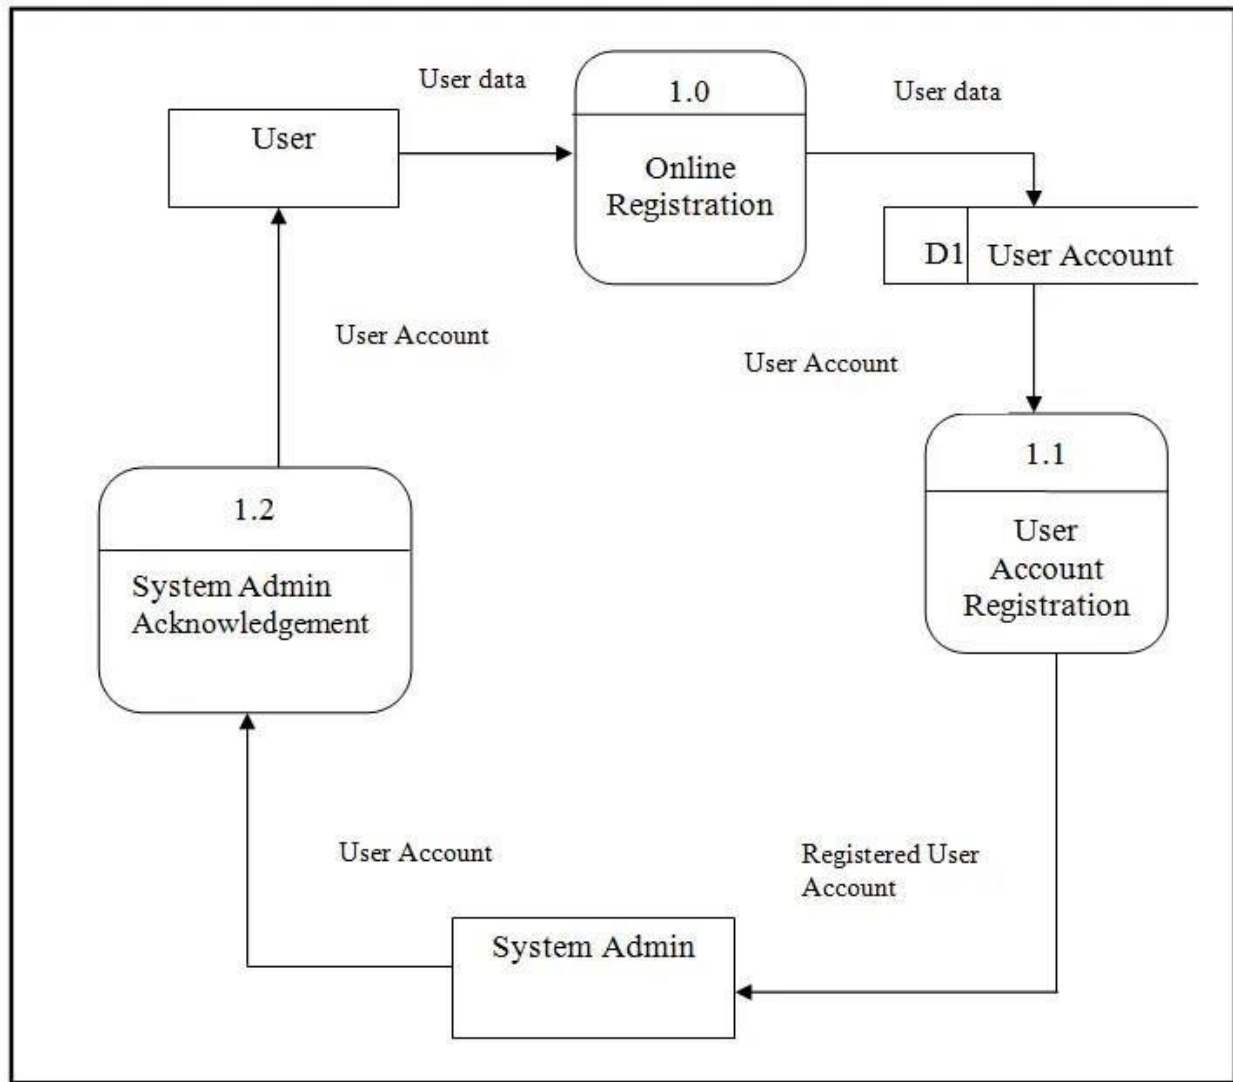 User data
1.0
User data
User
Online
Registration
D1 User Account
User Account
User Account
1.1
1.2
User
Account
Registration
System Admin
Acknowledgement
User Account
Registered User
Account
System Admin